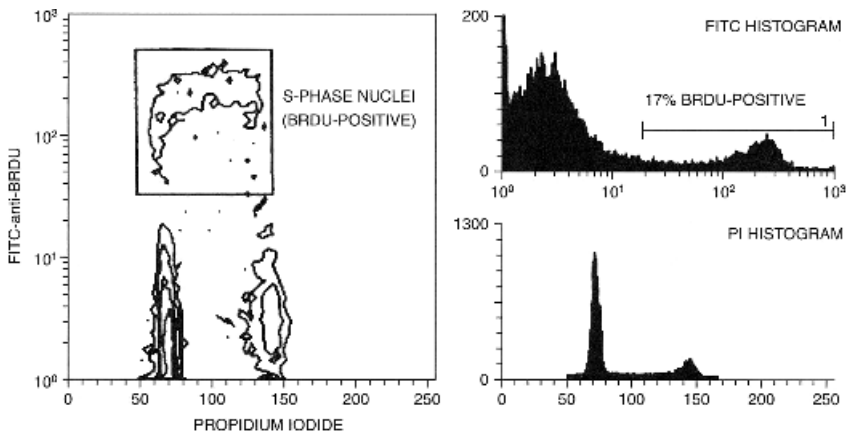 10³
10²
10¹
10⁰
FITC-anti-BRDU
S-PHASE NUCLEI
(BRDU-POSITIVE)
0 50 100 150 200 250
PROPIDIUM IODIDE
200
100
0
FITC HISTOGRAM
17% BRDU-POSITIVE
1
10⁰ 10¹ 10² 10³
1300
0
PI HISTOGRAM
0 50 100 150 200 250